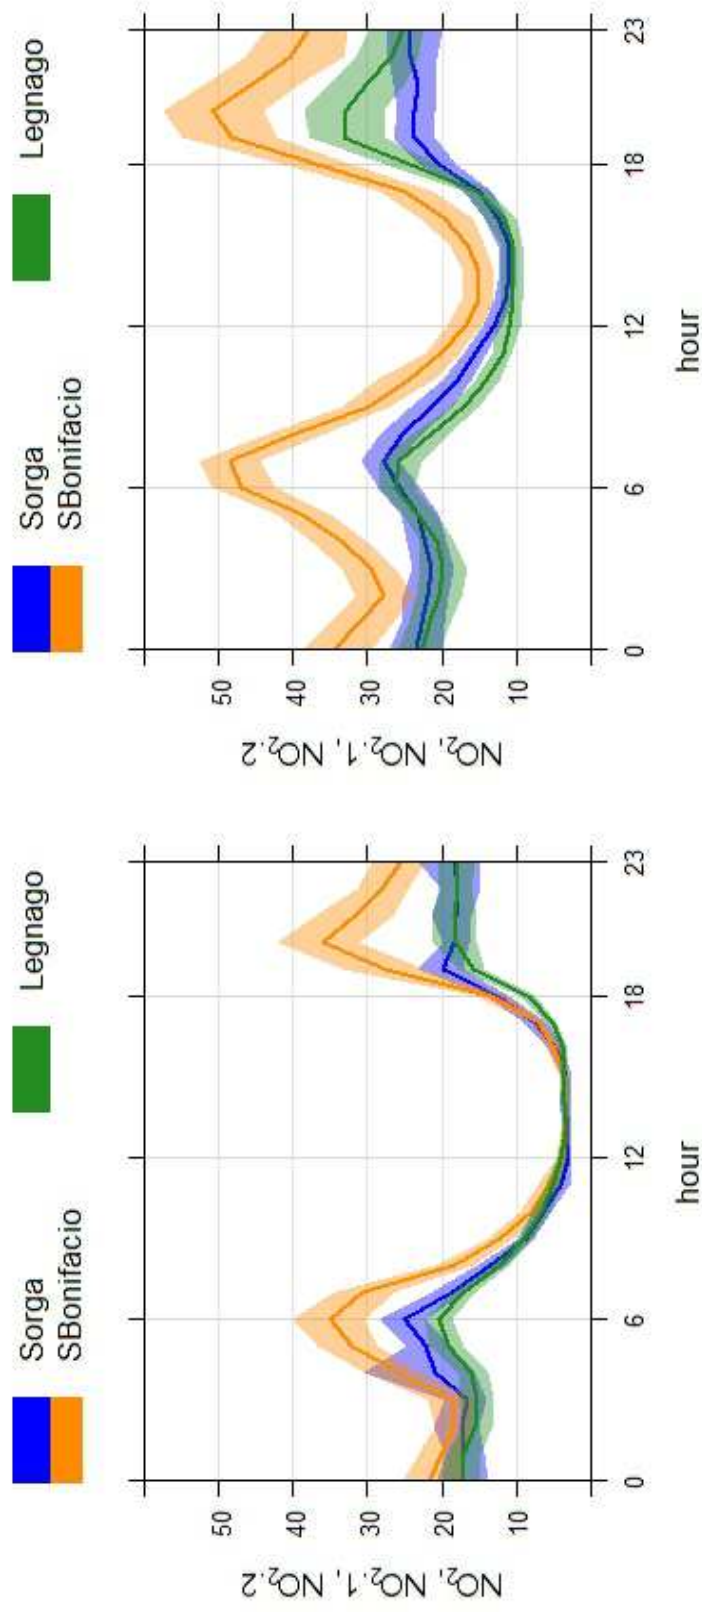 Sorga Legnago
SBonifacio
NO₂, NO₂.1, NO₂.2
50
40
30
20
10
0 6 12 18 23
hour
Sorga Legnago
SBonifacio
NO₂, NO₂.1, NO₂.2
50
40
30
20
10
0 6 12 18 23
hour